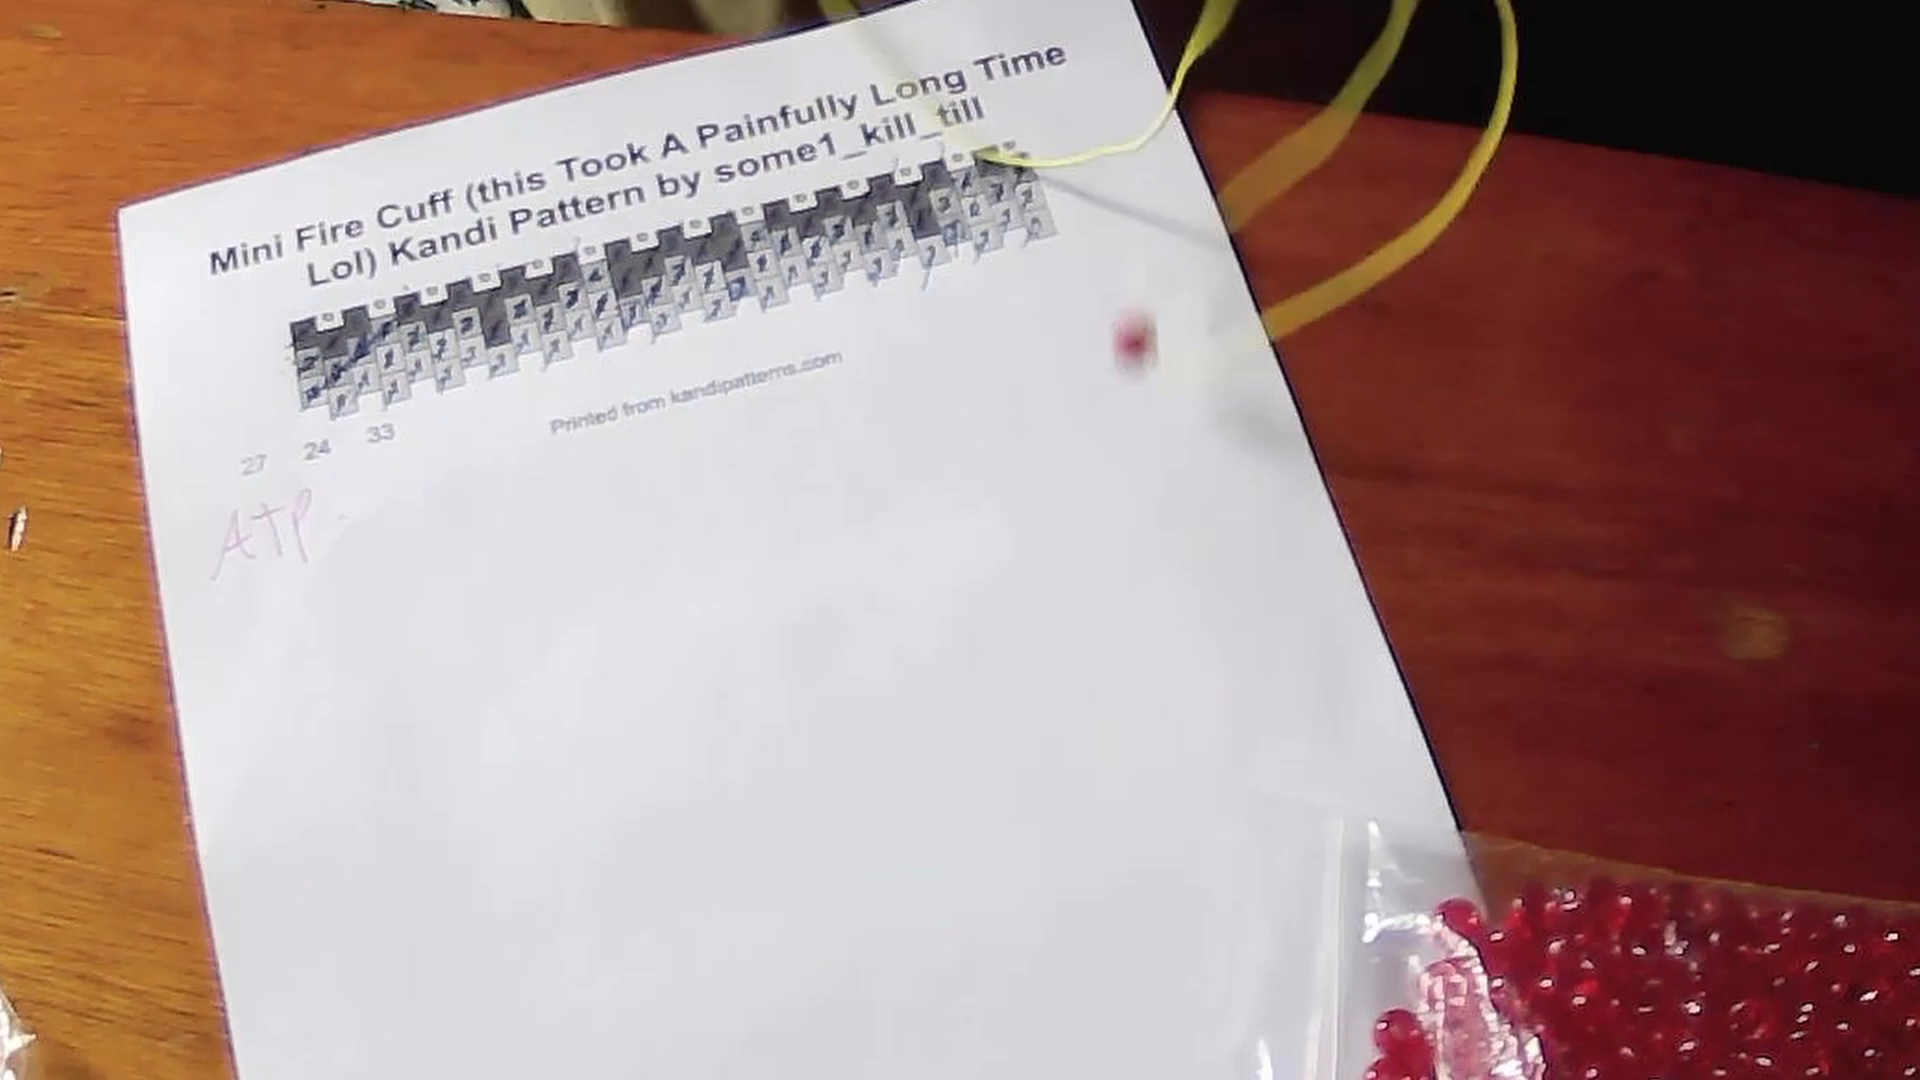 Mini Fire Cuff (this Took A Painfully Long Time
Lol) Kandi Pattern by some1_kill_till
Printed from kandipatterns.com
27 24 33
ATP.